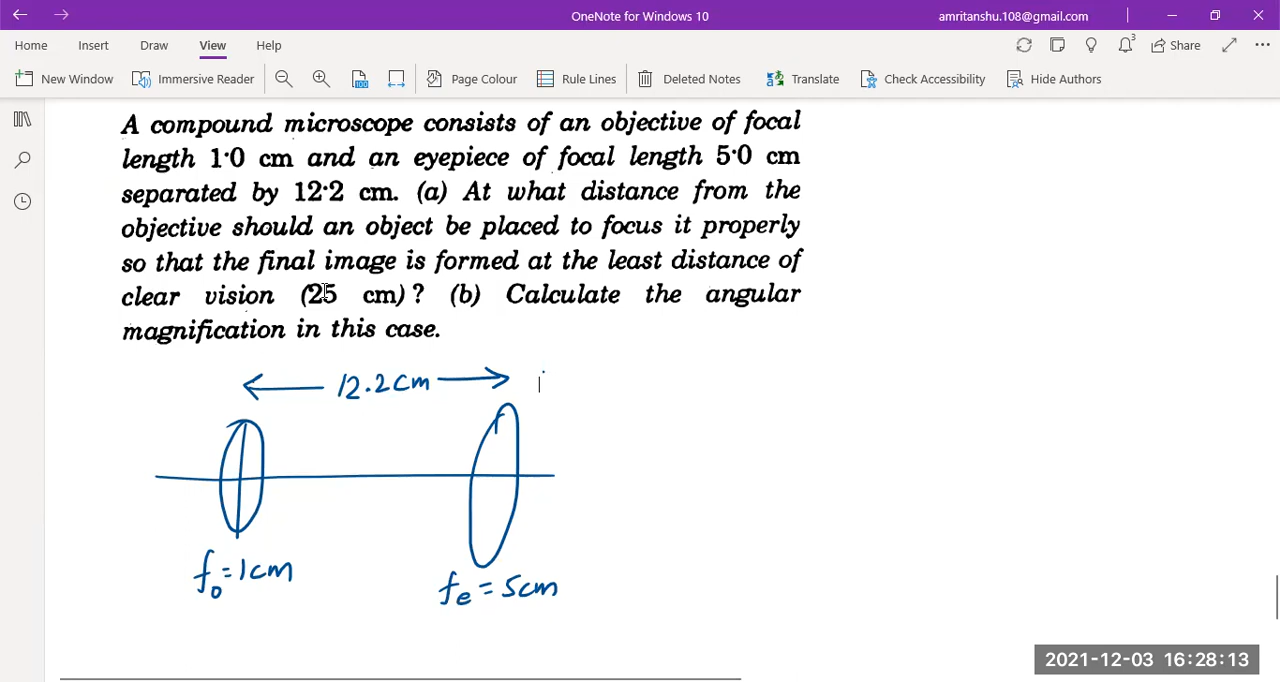 OneNote for Windows 10
amritanshu.108@gmail.com
Home Insert Draw View Help
3
Share
New Window Immersive Reader 100 Page Colour Rule Lines Deleted Notes Translate Check Accessibility Hide Authors
A compound microscope consists of an objective of focal
length 1·0 cm and an eyepiece of focal length 5·0 cm
separated by 12·2 cm. (a) At what distance from the
objective should an object be placed to focus it properly
so that the final image is formed at the least distance of
clear vision (25 cm) ? (b) Calculate the angular
magnification in this case.
12.2cm
fo=1cm
fe=5cm
2021-12-03 16:28:13